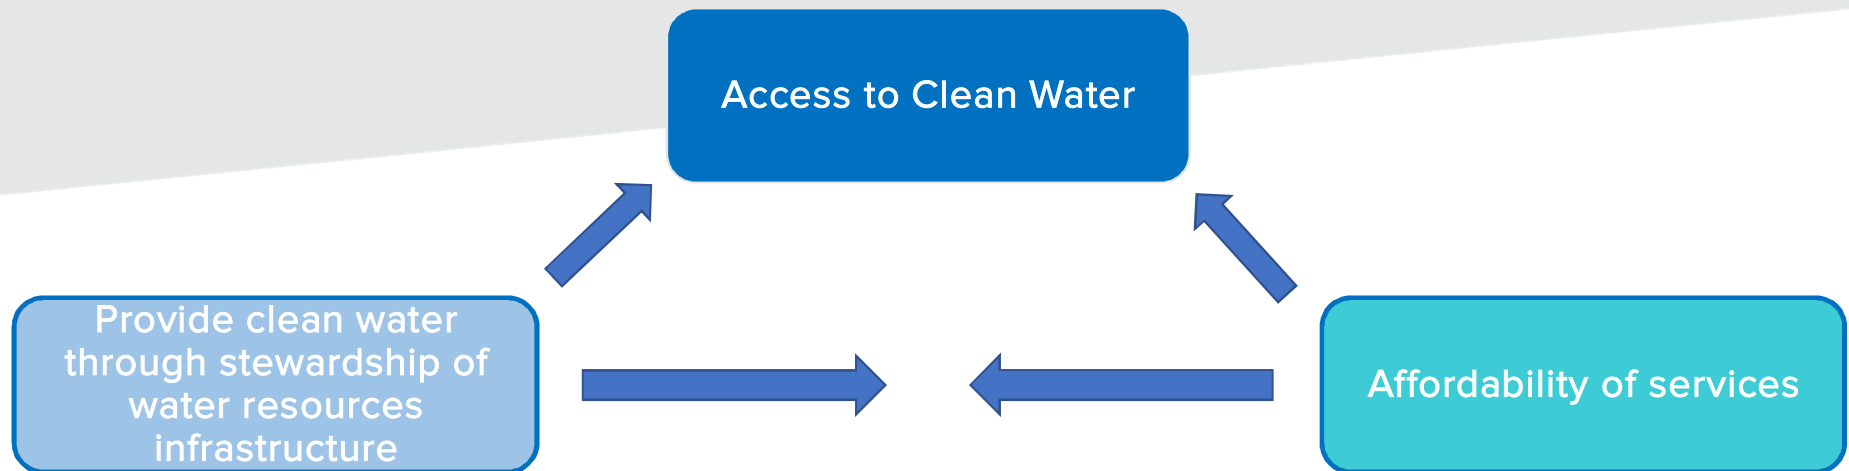 Access to Clean Water
Provide clean water
through stewardship of
water resources
infrastructure
Affordability of services